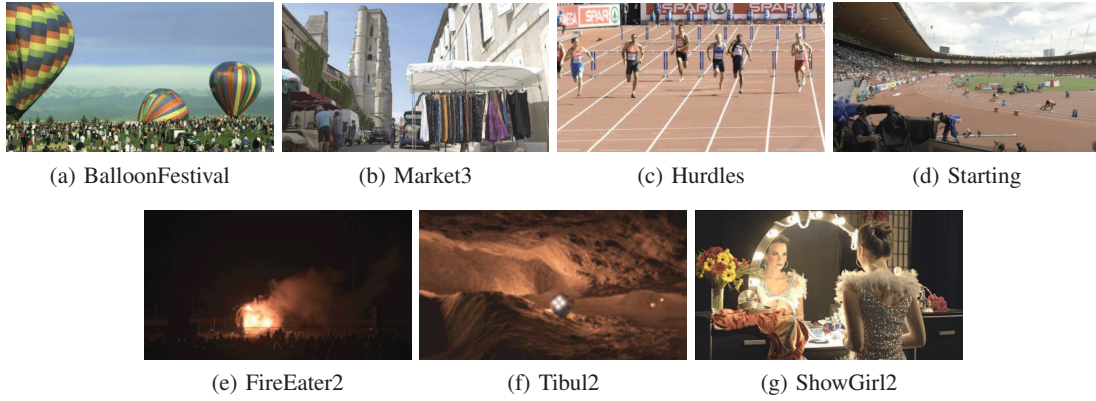 SPAR
SPAR
(a) BalloonFestival
(b) Market3
(c) Hurdles
(d) Starting
(e) FireEater2
(f) Tibul2
(g) ShowGirl2